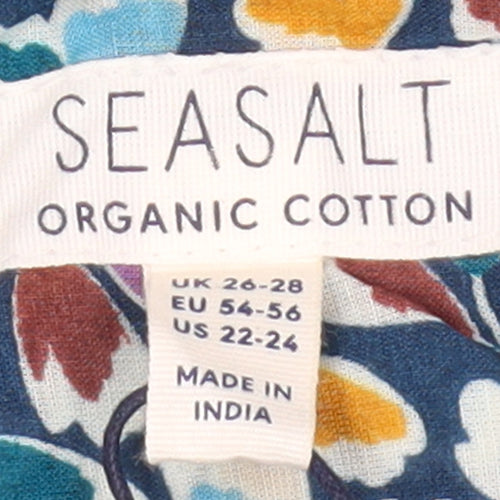 SEASALT
ORGANIC COTTON
UK 26-28
EU 54-56
US 22-24
MADE IN
INDIA